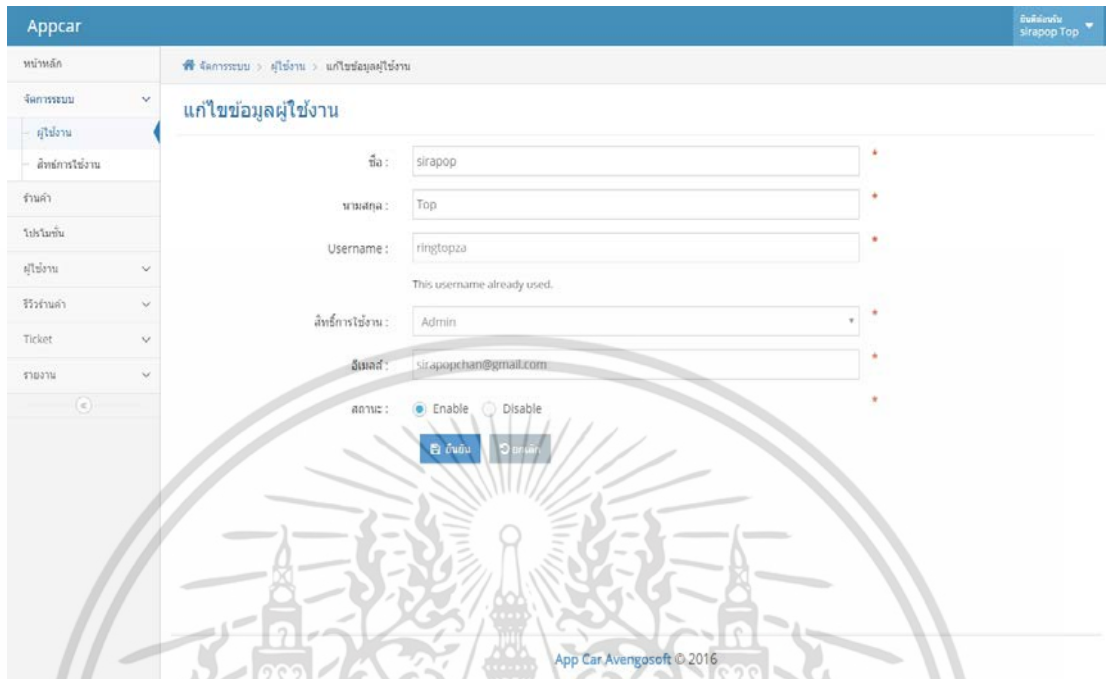 Appcar
ยินดีต้อนรับ
sirapop Top
หน้าหลัก
จัดการระบบ
ผู้ใช้งาน
สิทธ์การใช้งาน
ร้านค้า
โปรโมชั่น
ผู้ใช้งาน
รีวิวร้านค้า
Ticket
รายงาน
จัดการระบบ > ผู้ใช้งาน > แก้ไขข้อมูลผู้ใช้งาน
แก้ไขข้อมูลผู้ใช้งาน
ชื่อ : sirapop *
นามสกุล : Top *
Username : ringtopza *
This username already used.
สิทธิ์การใช้งาน : Admin *
อีเมลล์ : sirapopchan@gmail.com *
สถานะ : Enable Disable *
ยืนยัน ยกเลิก
App Car Avengosoft © 2016